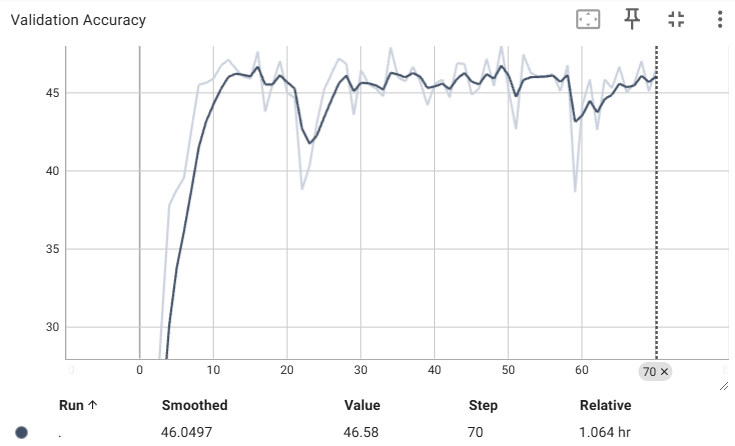 Validation Accuracy
45
40
35
30
0 10 20 30 40 50 60 70 ×
Run ↑ Smoothed Value Step Relative
. 46.0497 46.58 70 1.064 hr